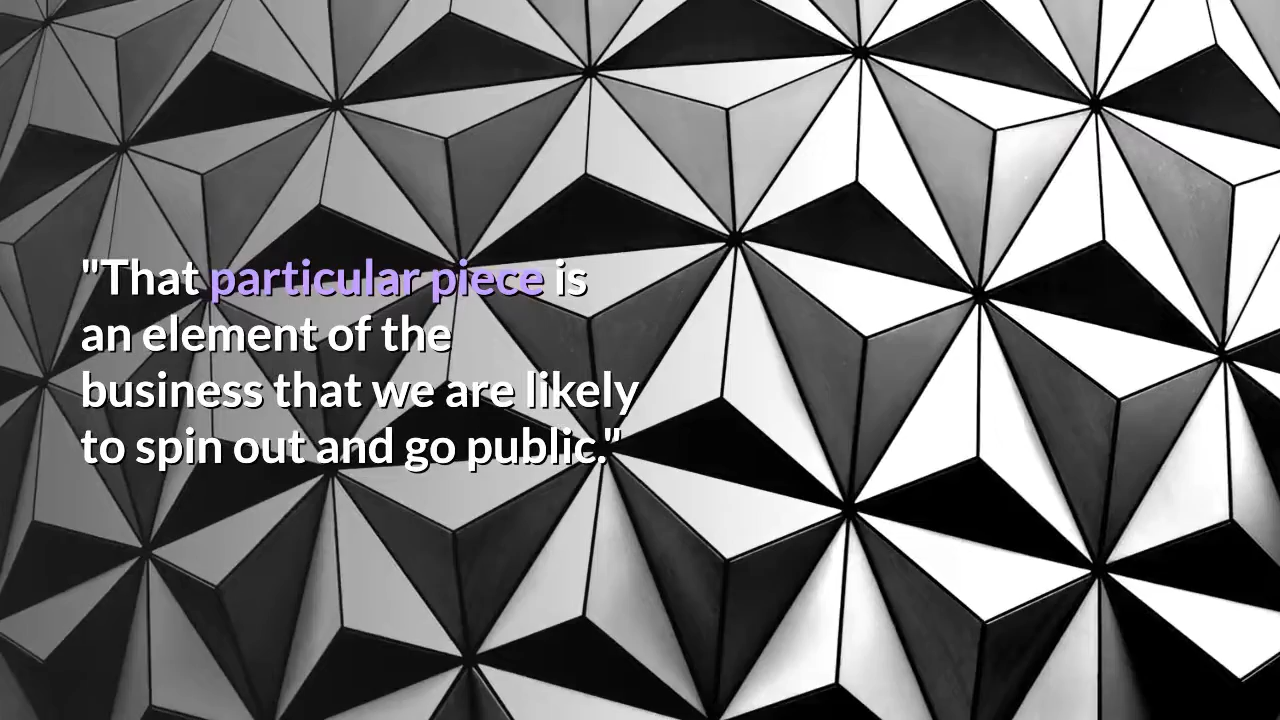 "That particular piece is
an element of the
business that we are likely
to spin out and go public."